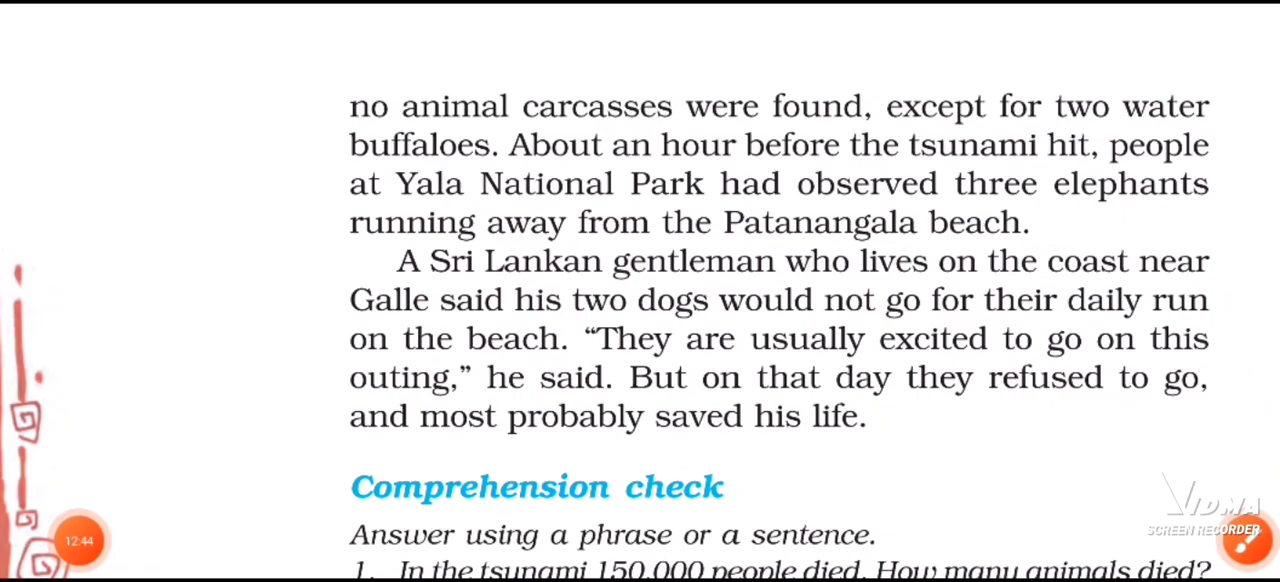 no animal carcasses were found, except for two water
buffaloes. About an hour before the tsunami hit, people
at Yala National Park had observed three elephants
running away from the Patanangala beach.
A Sri Lankan gentleman who lives on the coast near
Galle said his two dogs would not go for their daily run
on the beach. “They are usually excited to go on this
outing,” he said. But on that day they refused to go,
and most probably saved his life.
Comprehension check
Answer using a phrase or a sentence.
1. In the tsunami 150,000 people died. How many animals died?
12:44
VIDMA
SCREEN RECORDER